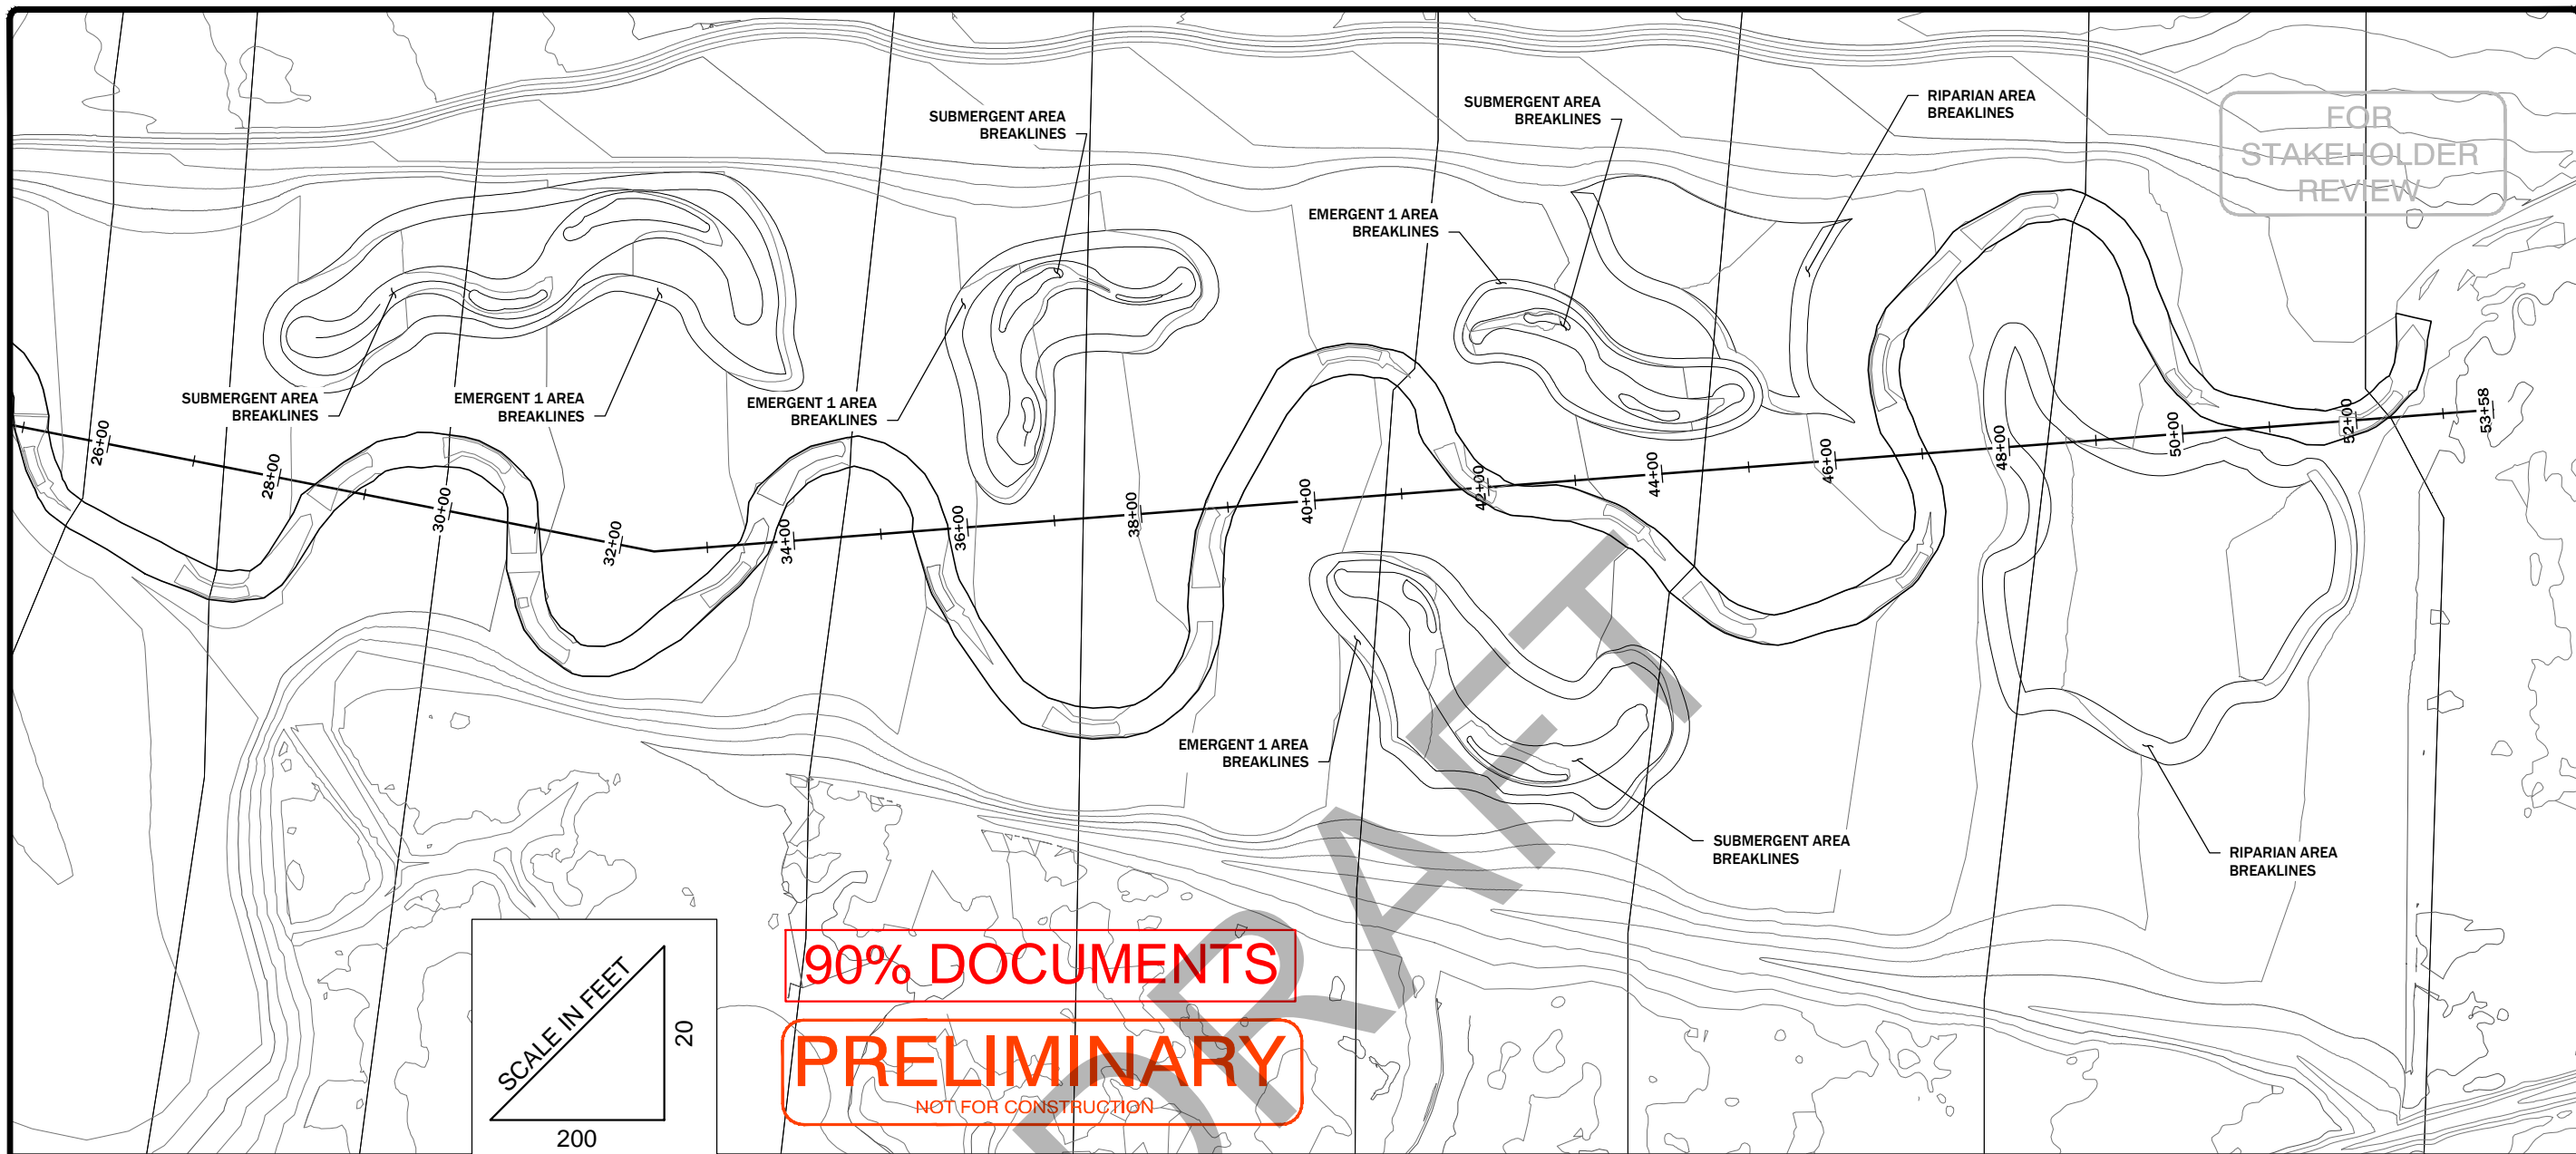 SUBMERGENT AREA
BREAKLINES
SUBMERGENT AREA
BREAKLINES
RIPARIAN AREA
BREAKLINES
FOR
STAKEHOLDER
REVIEW
EMERGENT 1 AREA
BREAKLINES
SUBMERGENT AREA
BREAKLINES
EMERGENT 1 AREA
BREAKLINES
EMERGENT 1 AREA
BREAKLINES
26+00
28+00
30+00
32+00
34+00
36+00
38+00
40+00
42+00
44+00
46+00
48+00
50+00
52+00
53+58
EMERGENT 1 AREA
BREAKLINES
SUBMERGENT AREA
BREAKLINES
RIPARIAN AREA
BREAKLINES
DRAFT
90% DOCUMENTS
PRELIMINARY
NOT FOR CONSTRUCTION
SCALE IN FEET
20
200